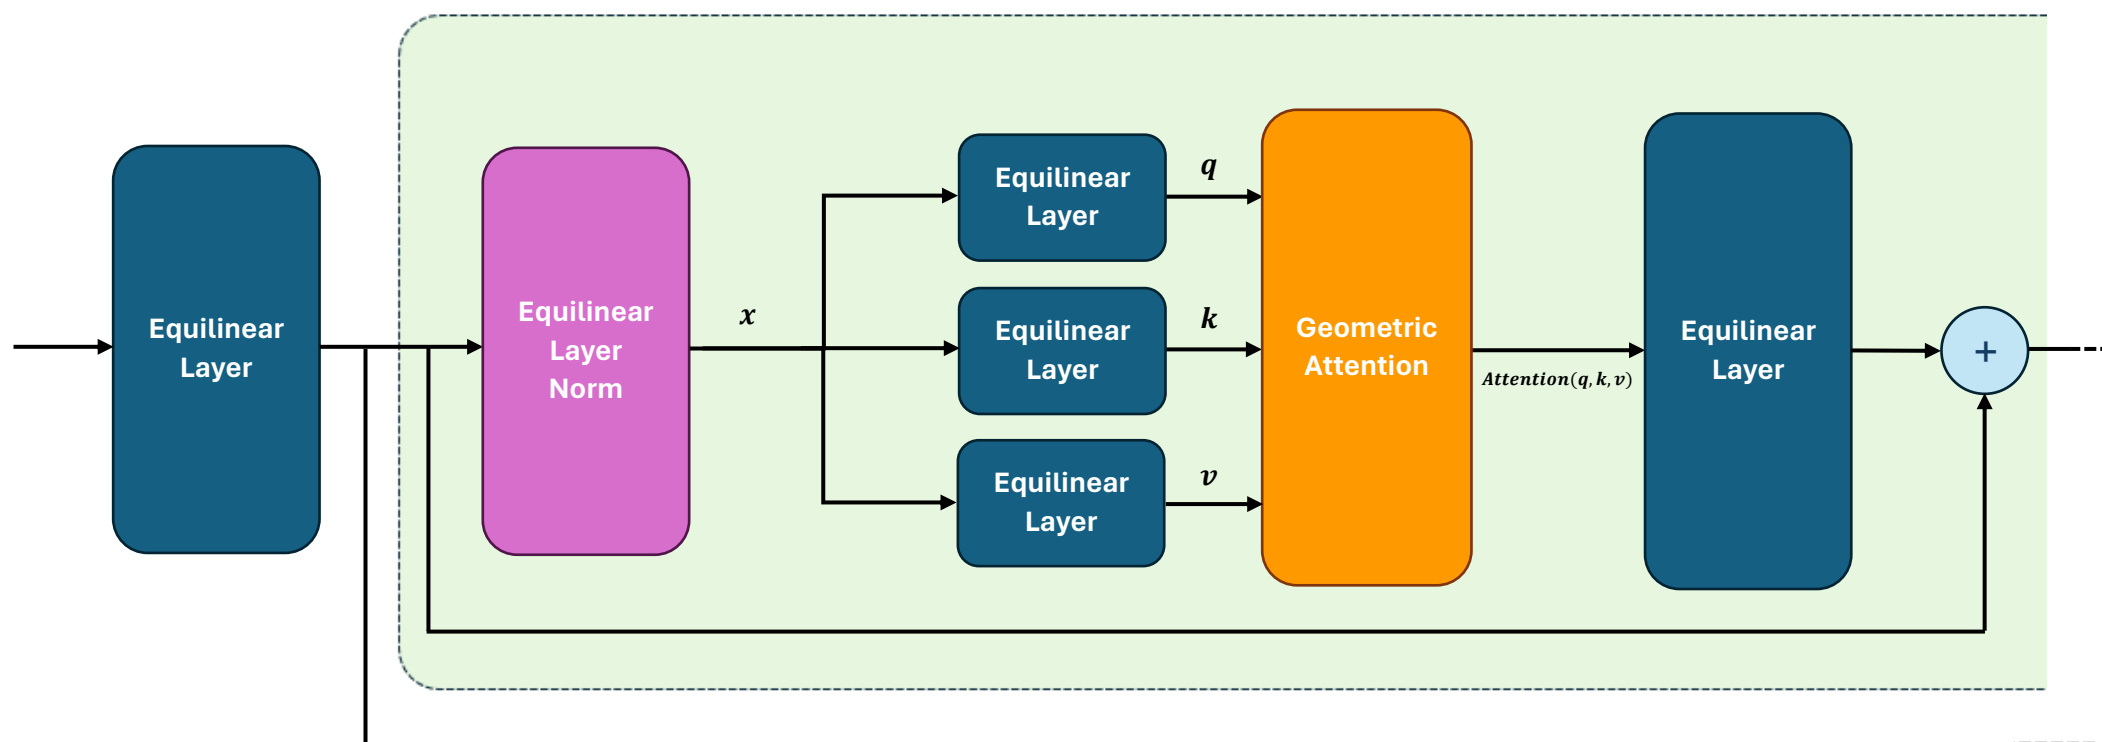 Equilinear
Layer
Equilinear
Layer
Norm
x
Equilinear
Layer
q
Equilinear
Layer
k
Equilinear
Layer
v
Geometric
Attention
Attention(q, k, v)
Equilinear
Layer
+